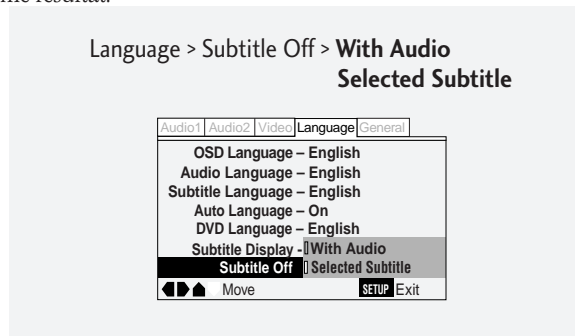 Language > Subtitle Off > With Audio
Selected Subtitle
Audio1 Audio2 Video Language General
OSD Language – English
Audio Language – English
Subtitle Language – English
Auto Language – On
DVD Language – English
Subtitle Display - With Audio
Subtitle Off Selected Subtitle
Move SETUP Exit